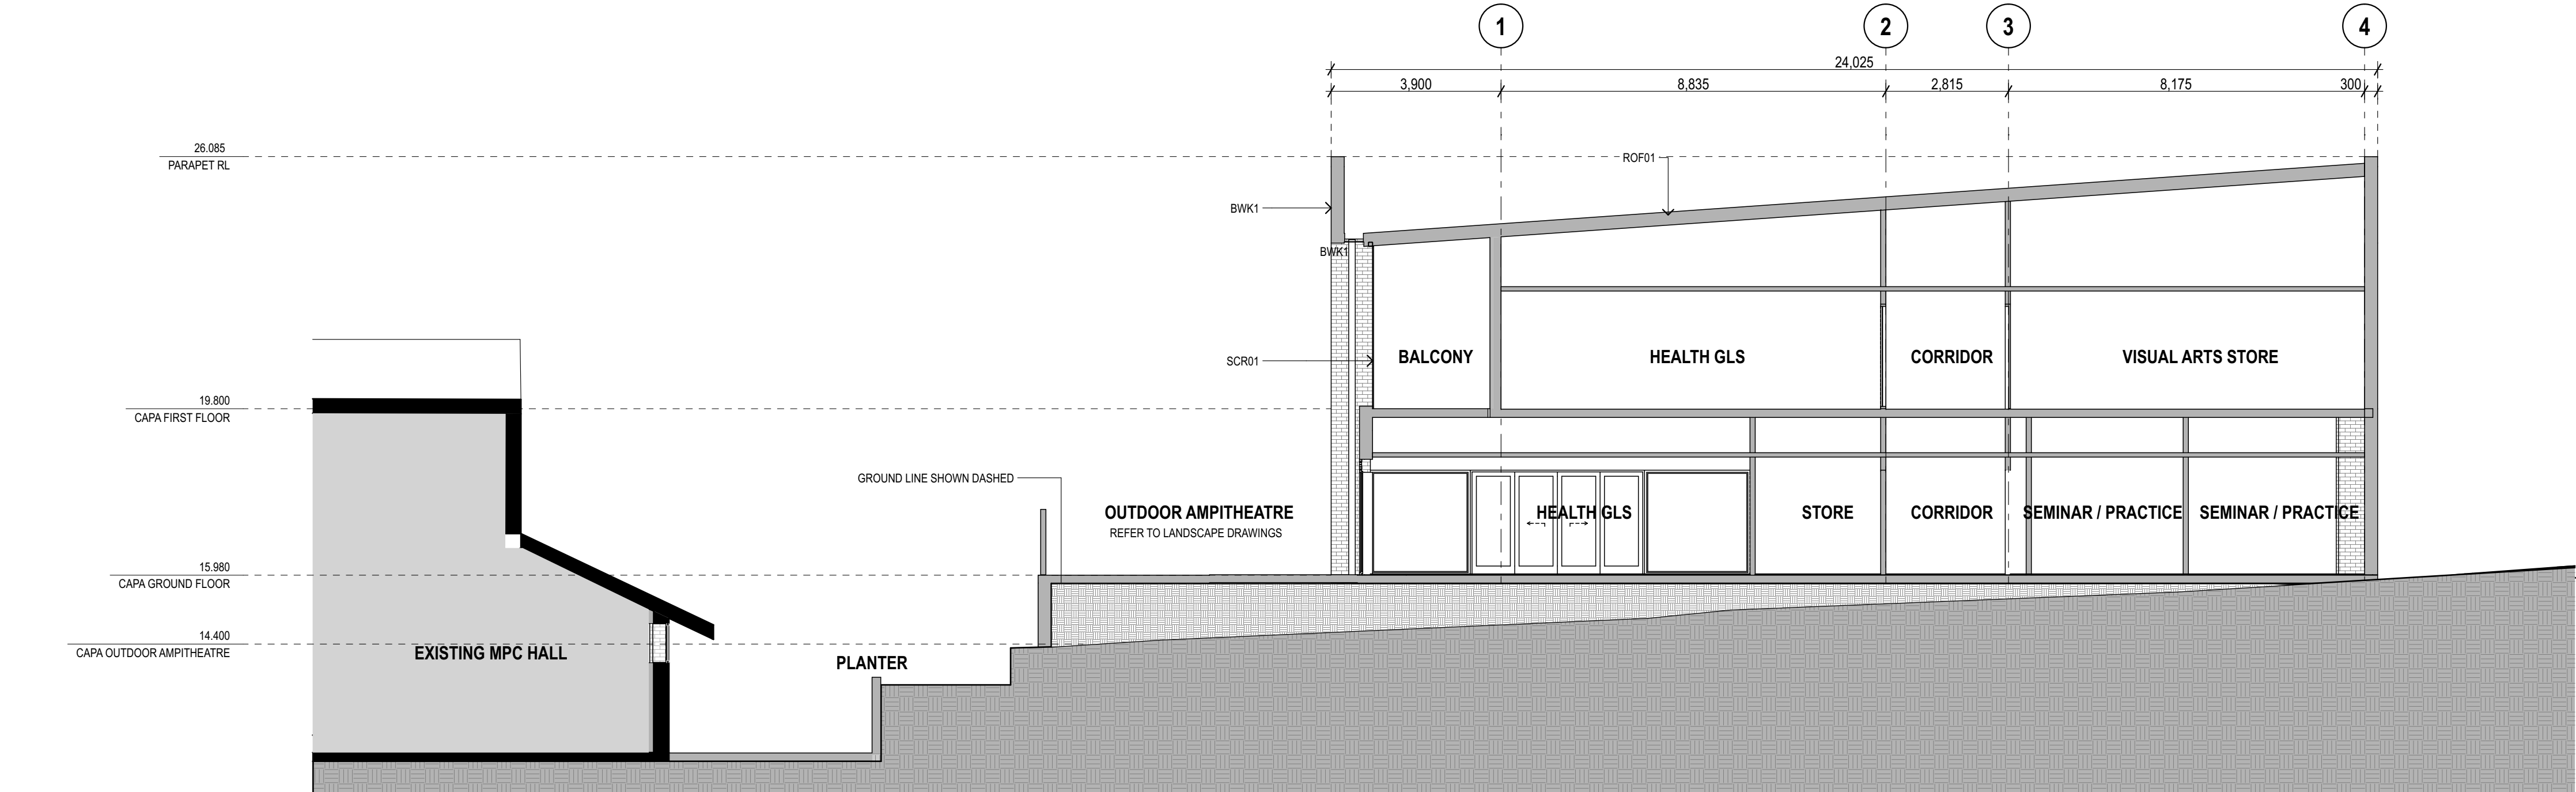 1
2
3
4
24,025
3,900
8,835
2,815
8,175
300
26.085
PARAPET RL
ROF01
BWK1
BWK1
SCR01
BALCONY
HEALTH GLS
CORRIDOR
VISUAL ARTS STORE
19.800
CAPA FIRST FLOOR
GROUND LINE SHOWN DASHED
OUTDOOR AMPITHEATRE
REFER TO LANDSCAPE DRAWINGS
HEALTH GLS
STORE
CORRIDOR
SEMINAR / PRACTICE
SEMINAR / PRACTICE
15.980
CAPA GROUND FLOOR
14.400
CAPA OUTDOOR AMPITHEATRE
EXISTING MPC HALL
PLANTER